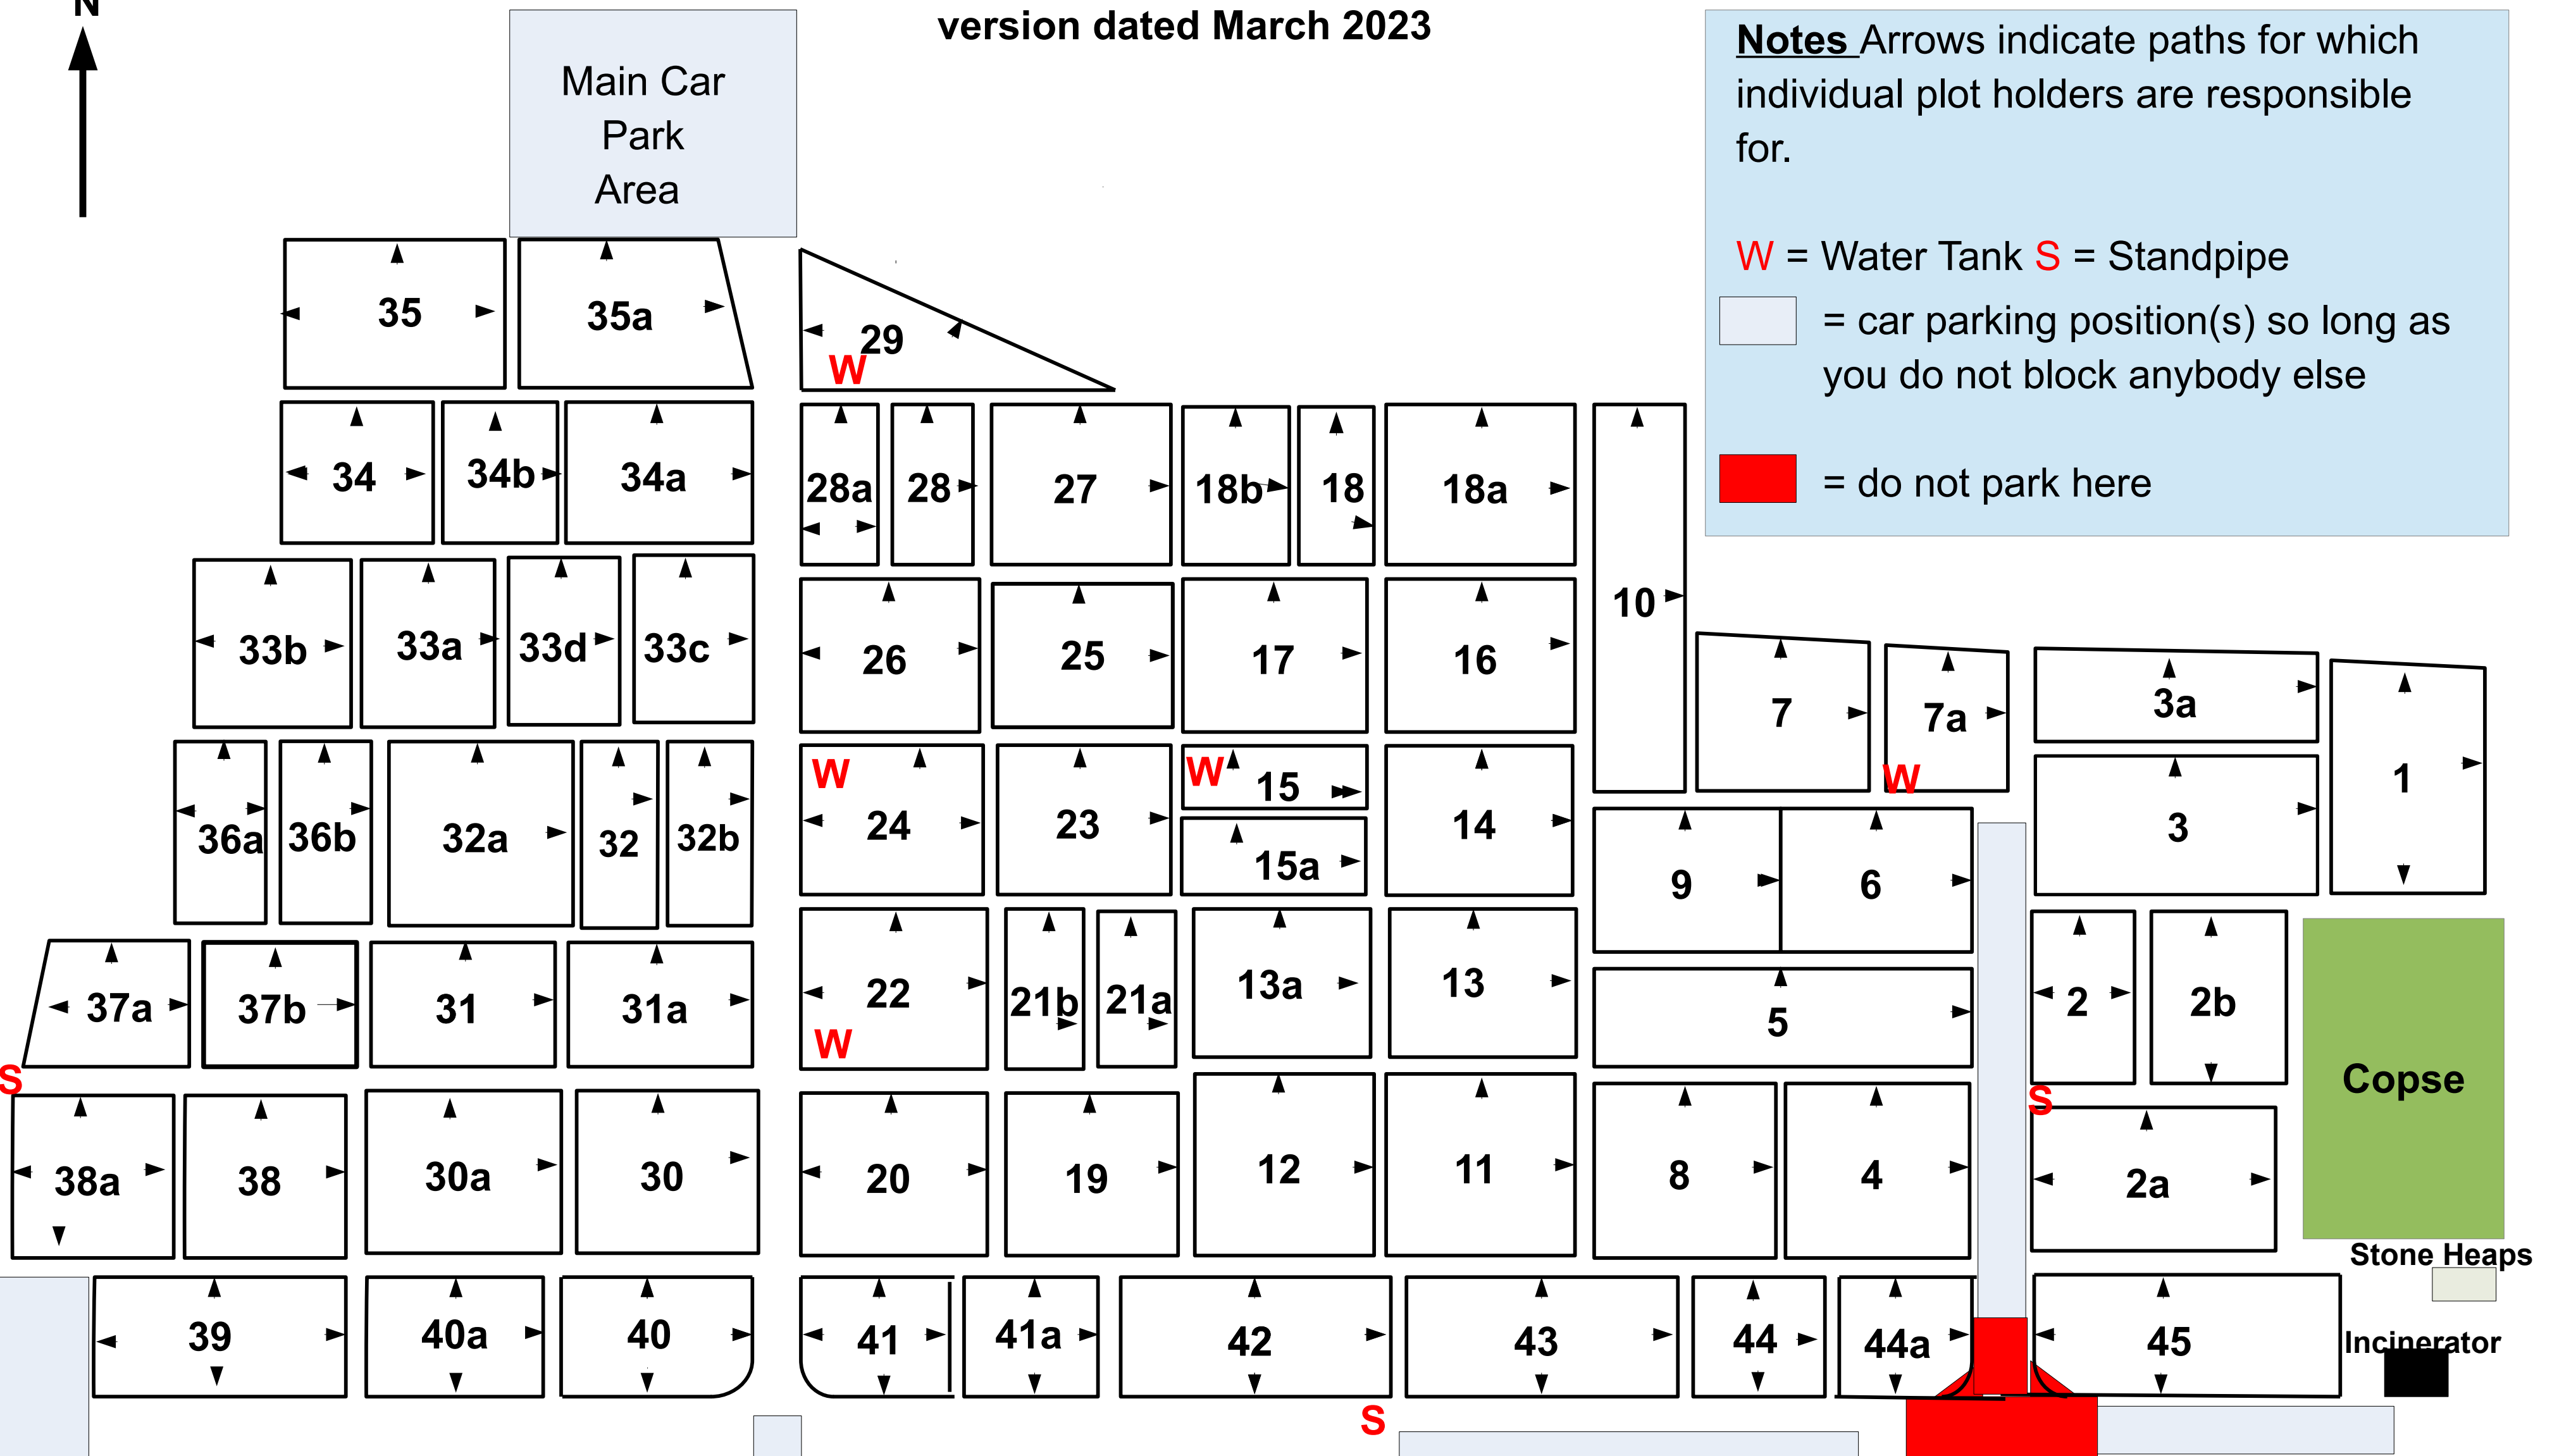 N
version dated March 2023
Main Car
Park
Area
Notes Arrows indicate paths for which
individual plot holders are responsible
for.
W = Water Tank S = Standpipe
= car parking position(s) so long as
you do not block anybody else
= do not park here
35 35a 29
W
34 34b 34a 28a 28 27 18b 18 18a
10
33b 33a 33d 33c 26 25 17 16
7 7a 3a
W
1
36a 36b 32a 32 32b
W
24 23
W
15
15a
14
9 6 3
37a 37b 31 31a 22 21b 21a 13a 13
W
5 2 2b
Copse
S
S
38a 38 30a 30 20 19 12 11 8 4 2a
Stone Heaps
39 40a 40 41 41a 42 43 44 44a 45
Incinerator
S